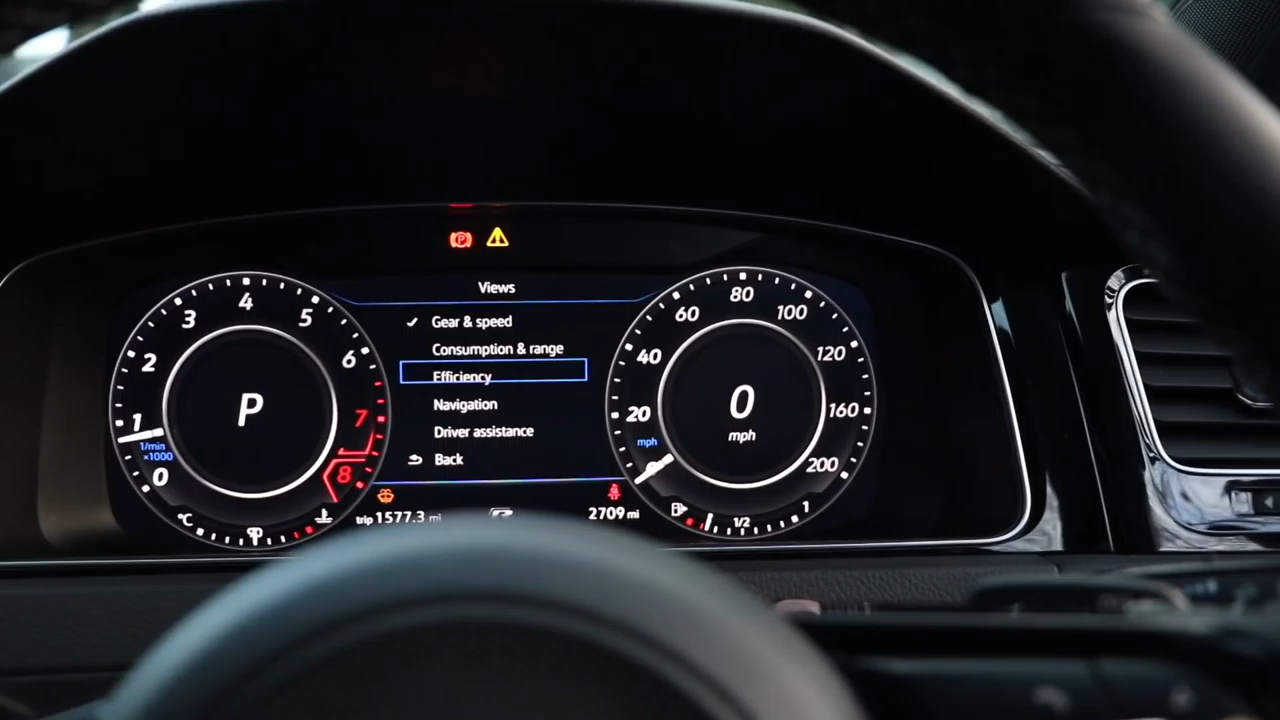 Views
Gear & speed
Consumption & range
Efficiency
Navigation
Driver assistance
Back
0
1
2
3
4
5
6
7
8
1/min
×1000
P
°C
trip 1577.3 mi
2709 mi
20
40
60
80
100
120
160
200
mph
0
mph
1/2
1
P